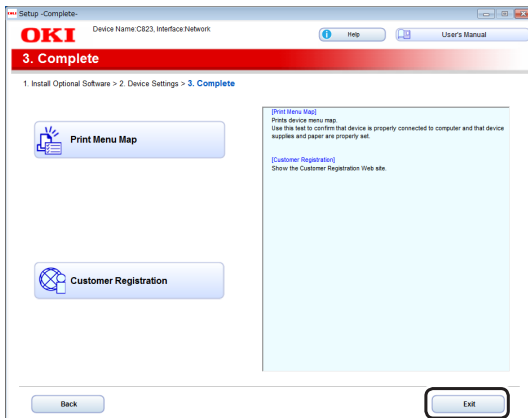 OKI Setup -Complete-
OKI
Device Name:C823, Interface:Network
Help
User's Manual
3. Complete
1. Install Optional Software > 2. Device Settings > 3. Complete
Print Menu Map
[Print Menu Map]
Prints device menu map.
Use this test to confirm that device is properly connected to computer and that device
supplies and paper are properly set.
[Customer Registration]
Show the Customer Registration Web site.
Customer Registration
Back
Exit